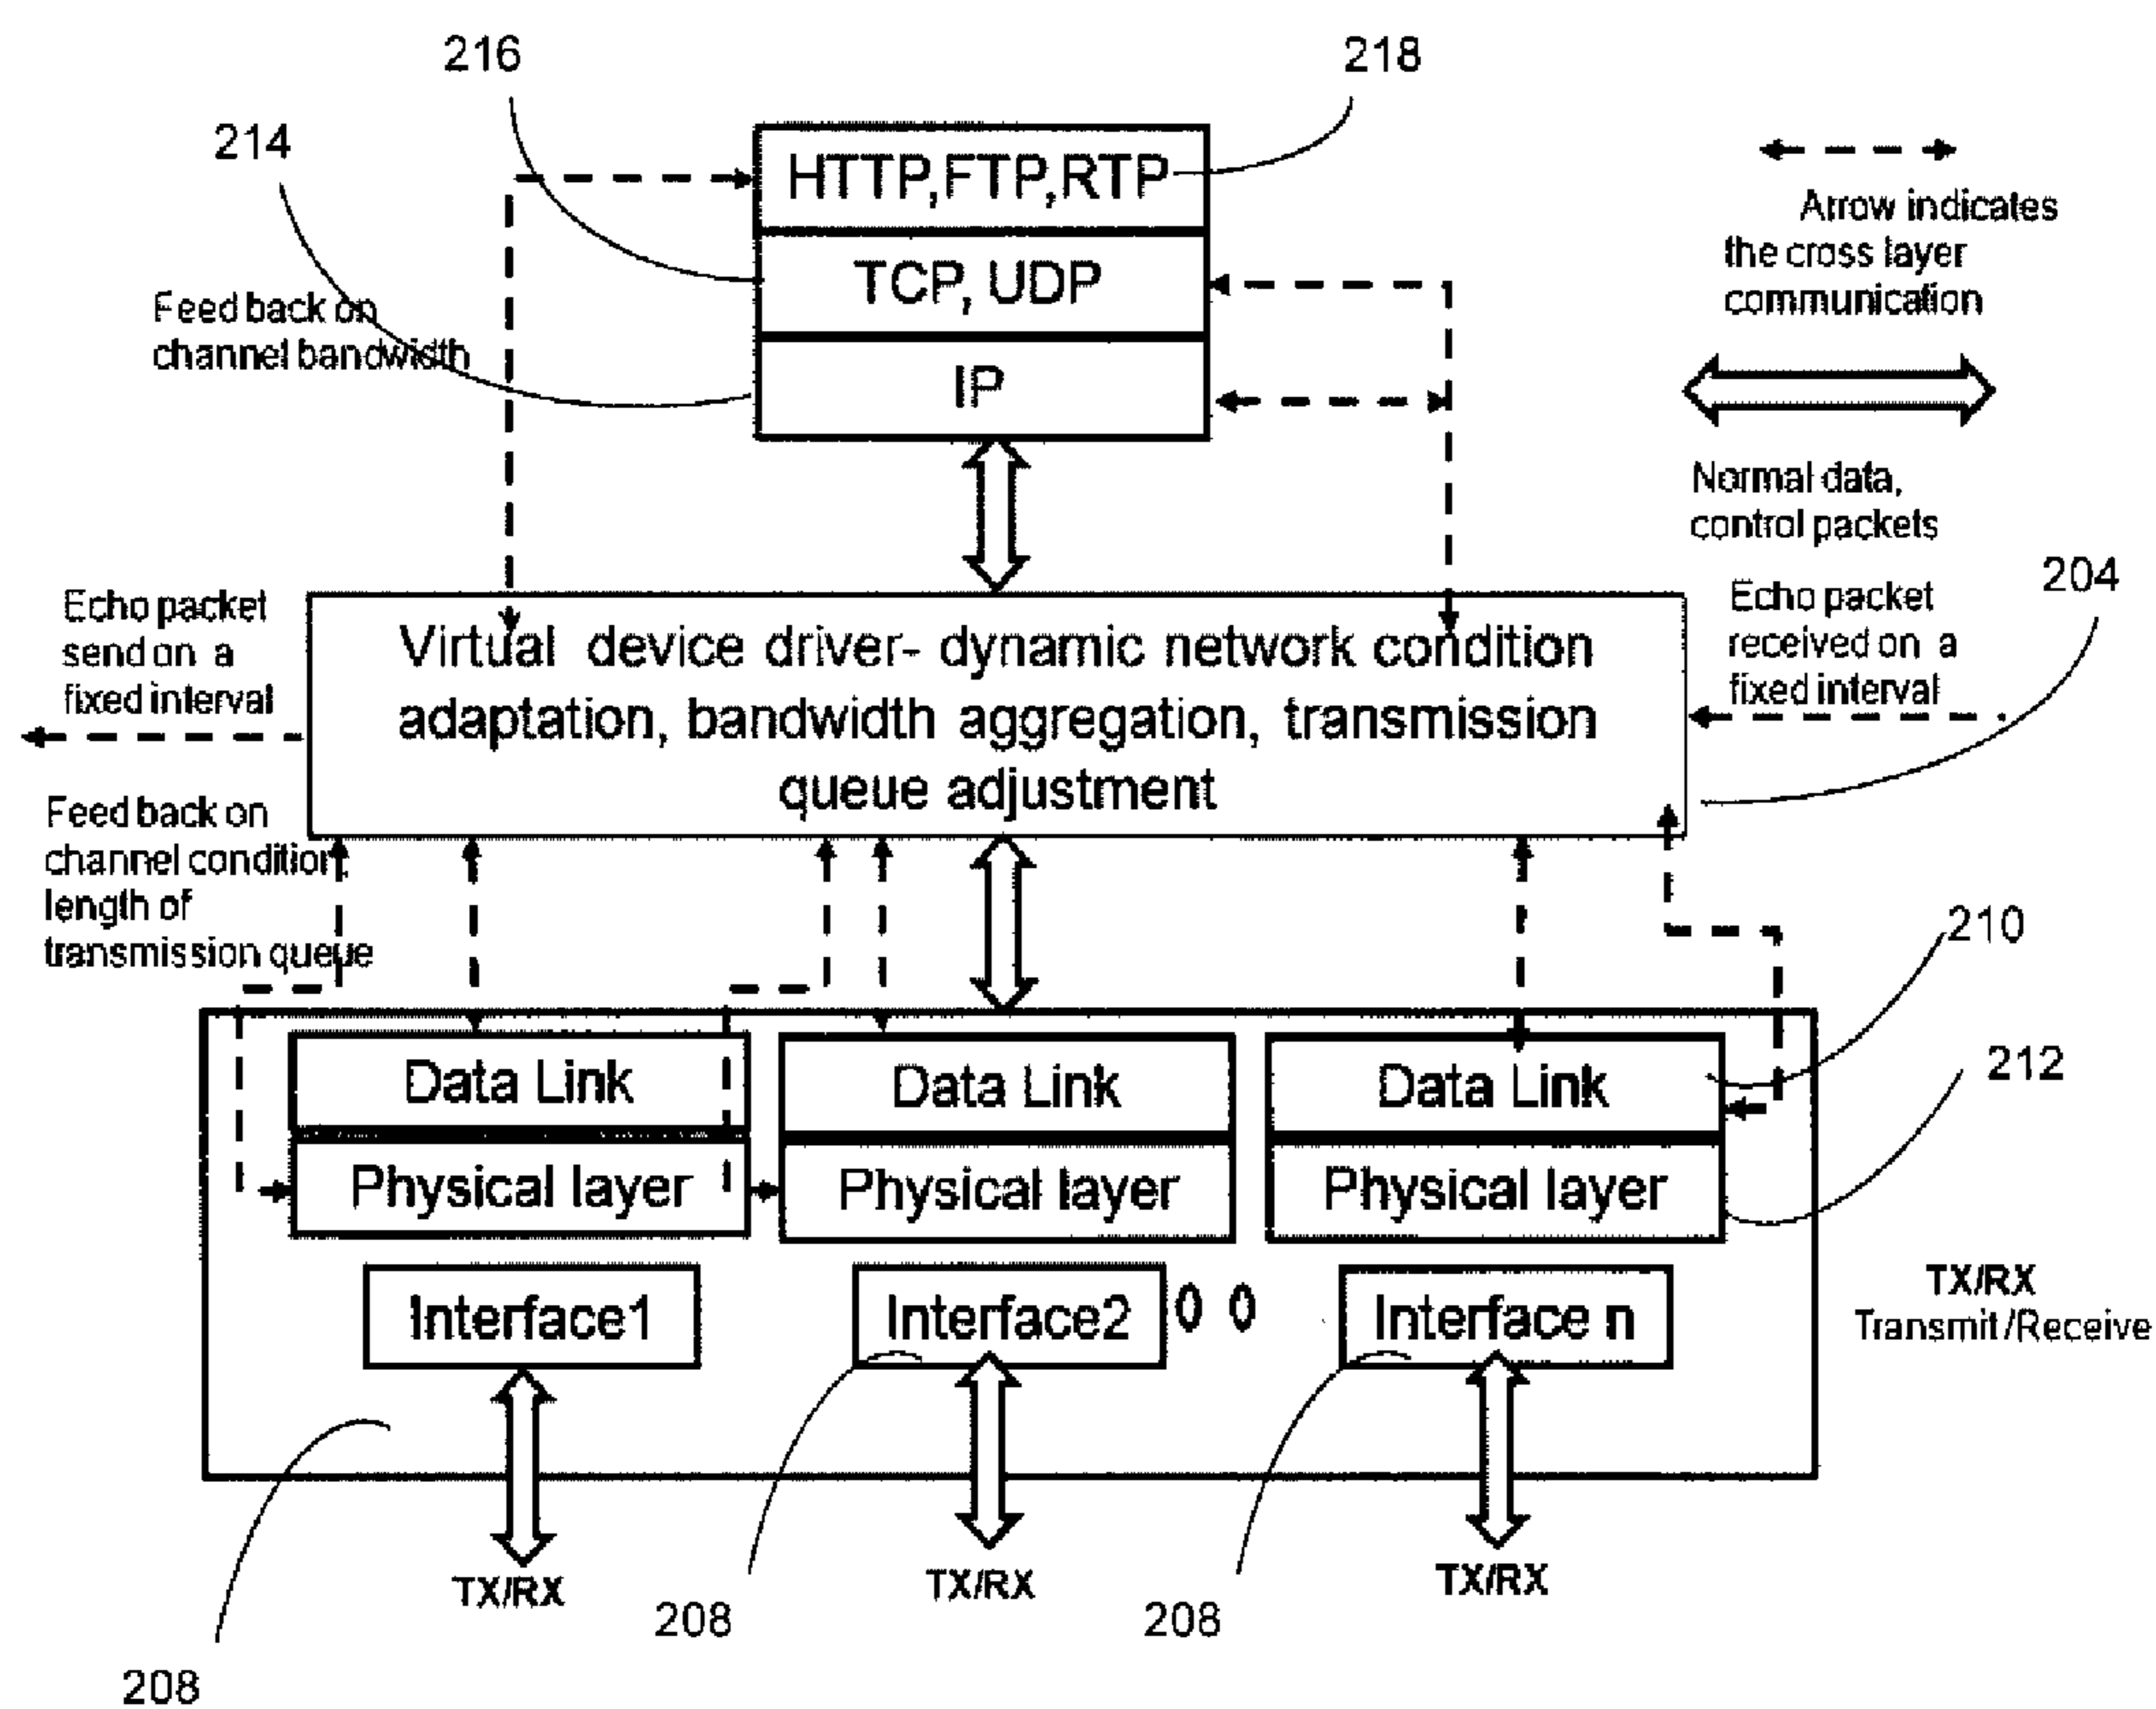 216
218
214
HTTP,FTP,RTP
TCP, UDP
IP
Feed back on
channel bandwidth
Arrow indicates
the cross layer
communication
Normal data,
control packets
204
Echo packet
send on a
fixed interval
Virtual device driver- dynamic network condition
adaptation, bandwidth aggregation, transmission
queue adjustment
Echo packet
received on a
fixed interval
Feed back on
channel condition,
length of
transmission queue
210
212
Data Link
Physical layer
Interface1
Data Link
Physical layer
Interface2
Data Link
Physical layer
Interface n
TX/RX
Transmit/Receive
TX/RX
TX/RX
TX/RX
208
208
208